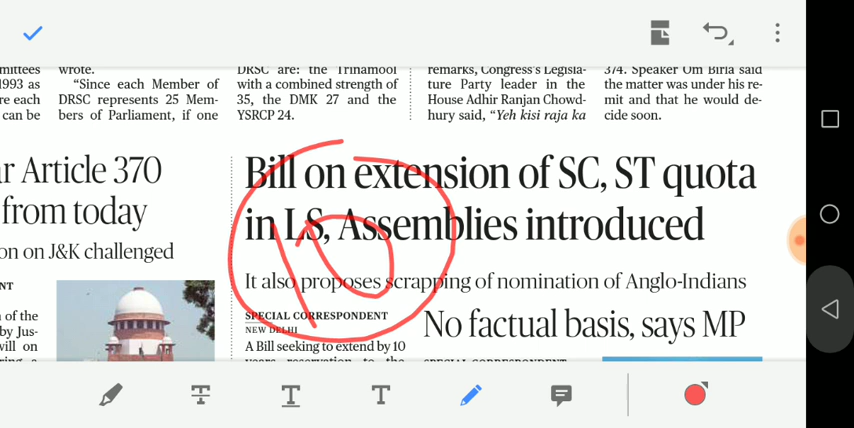 mittees
1993 as
re each
can be
wrote.
"Since each Member of
DRSC represents 25 Mem-
bers of Parliament, if one
DRSC are: the Trinamool
with a combined strength of
35, the DMK 27 and the
YSRCP 24.
remarks, Congress's Legisla-
ture Party leader in the
House Adhir Ranjan Chowd-
hury said, "Yeh kisi raja ka
374. Speaker Om Birla said
the matter was under his re-
mit and that he would de-
cide soon.
r Article 370
from today
on on J&K challenged
NT
n of the
by Jus-
will on
Bill on extension of SC, ST quota
in LS, Assemblies introduced
It also proposes scrapping of nomination of Anglo-Indians
SPECIAL CORRESPONDENT
NEW DELHI
A Bill seeking to extend by 10
years reservation to the
No factual basis, says MP
SPECIAL CORRESPONDENT
10
T
T
T